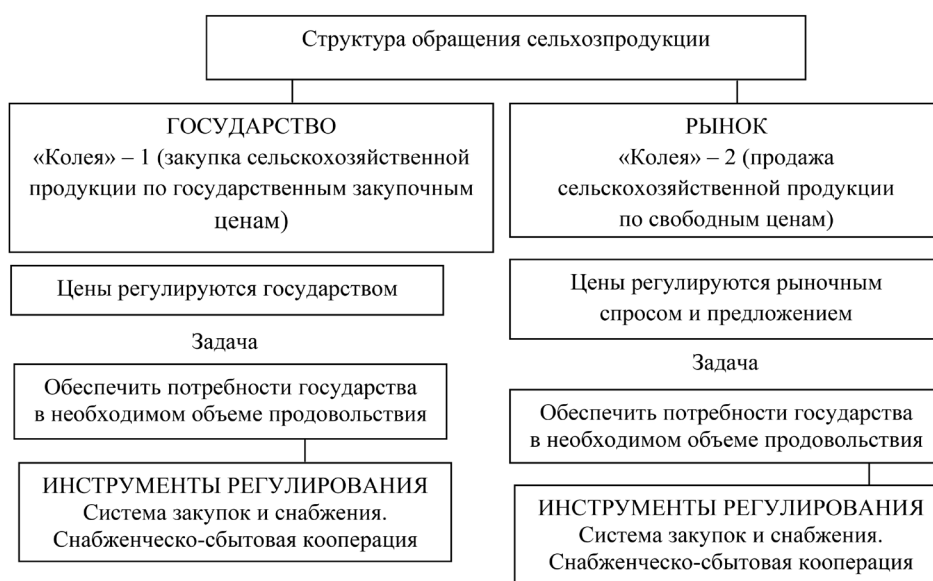 Структура обращения сельхозпродукции
ГОСУДАРСТВО
«Колея» – 1 (закупка сельскохозяйственной
продукции по государственным закупочным
ценам)
Цены регулируются государством
Задача
Обеспечить потребности государства
в необходимом объеме продовольствия
ИНСТРУМЕНТЫ РЕГУЛИРОВАНИЯ
Система закупок и снабжения.
Снабженческо-сбытовая кооперация
РЫНОК
«Колея» – 2 (продажа
сельскохозяйственной продукции
по свободным ценам)
Цены регулируются рыночным
спросом и предложением
Задача
Обеспечить потребности государства
в необходимом объеме продовольствия
ИНСТРУМЕНТЫ РЕГУЛИРОВАНИЯ
Система закупок и снабжения.
Снабженческо-сбытовая кооперация